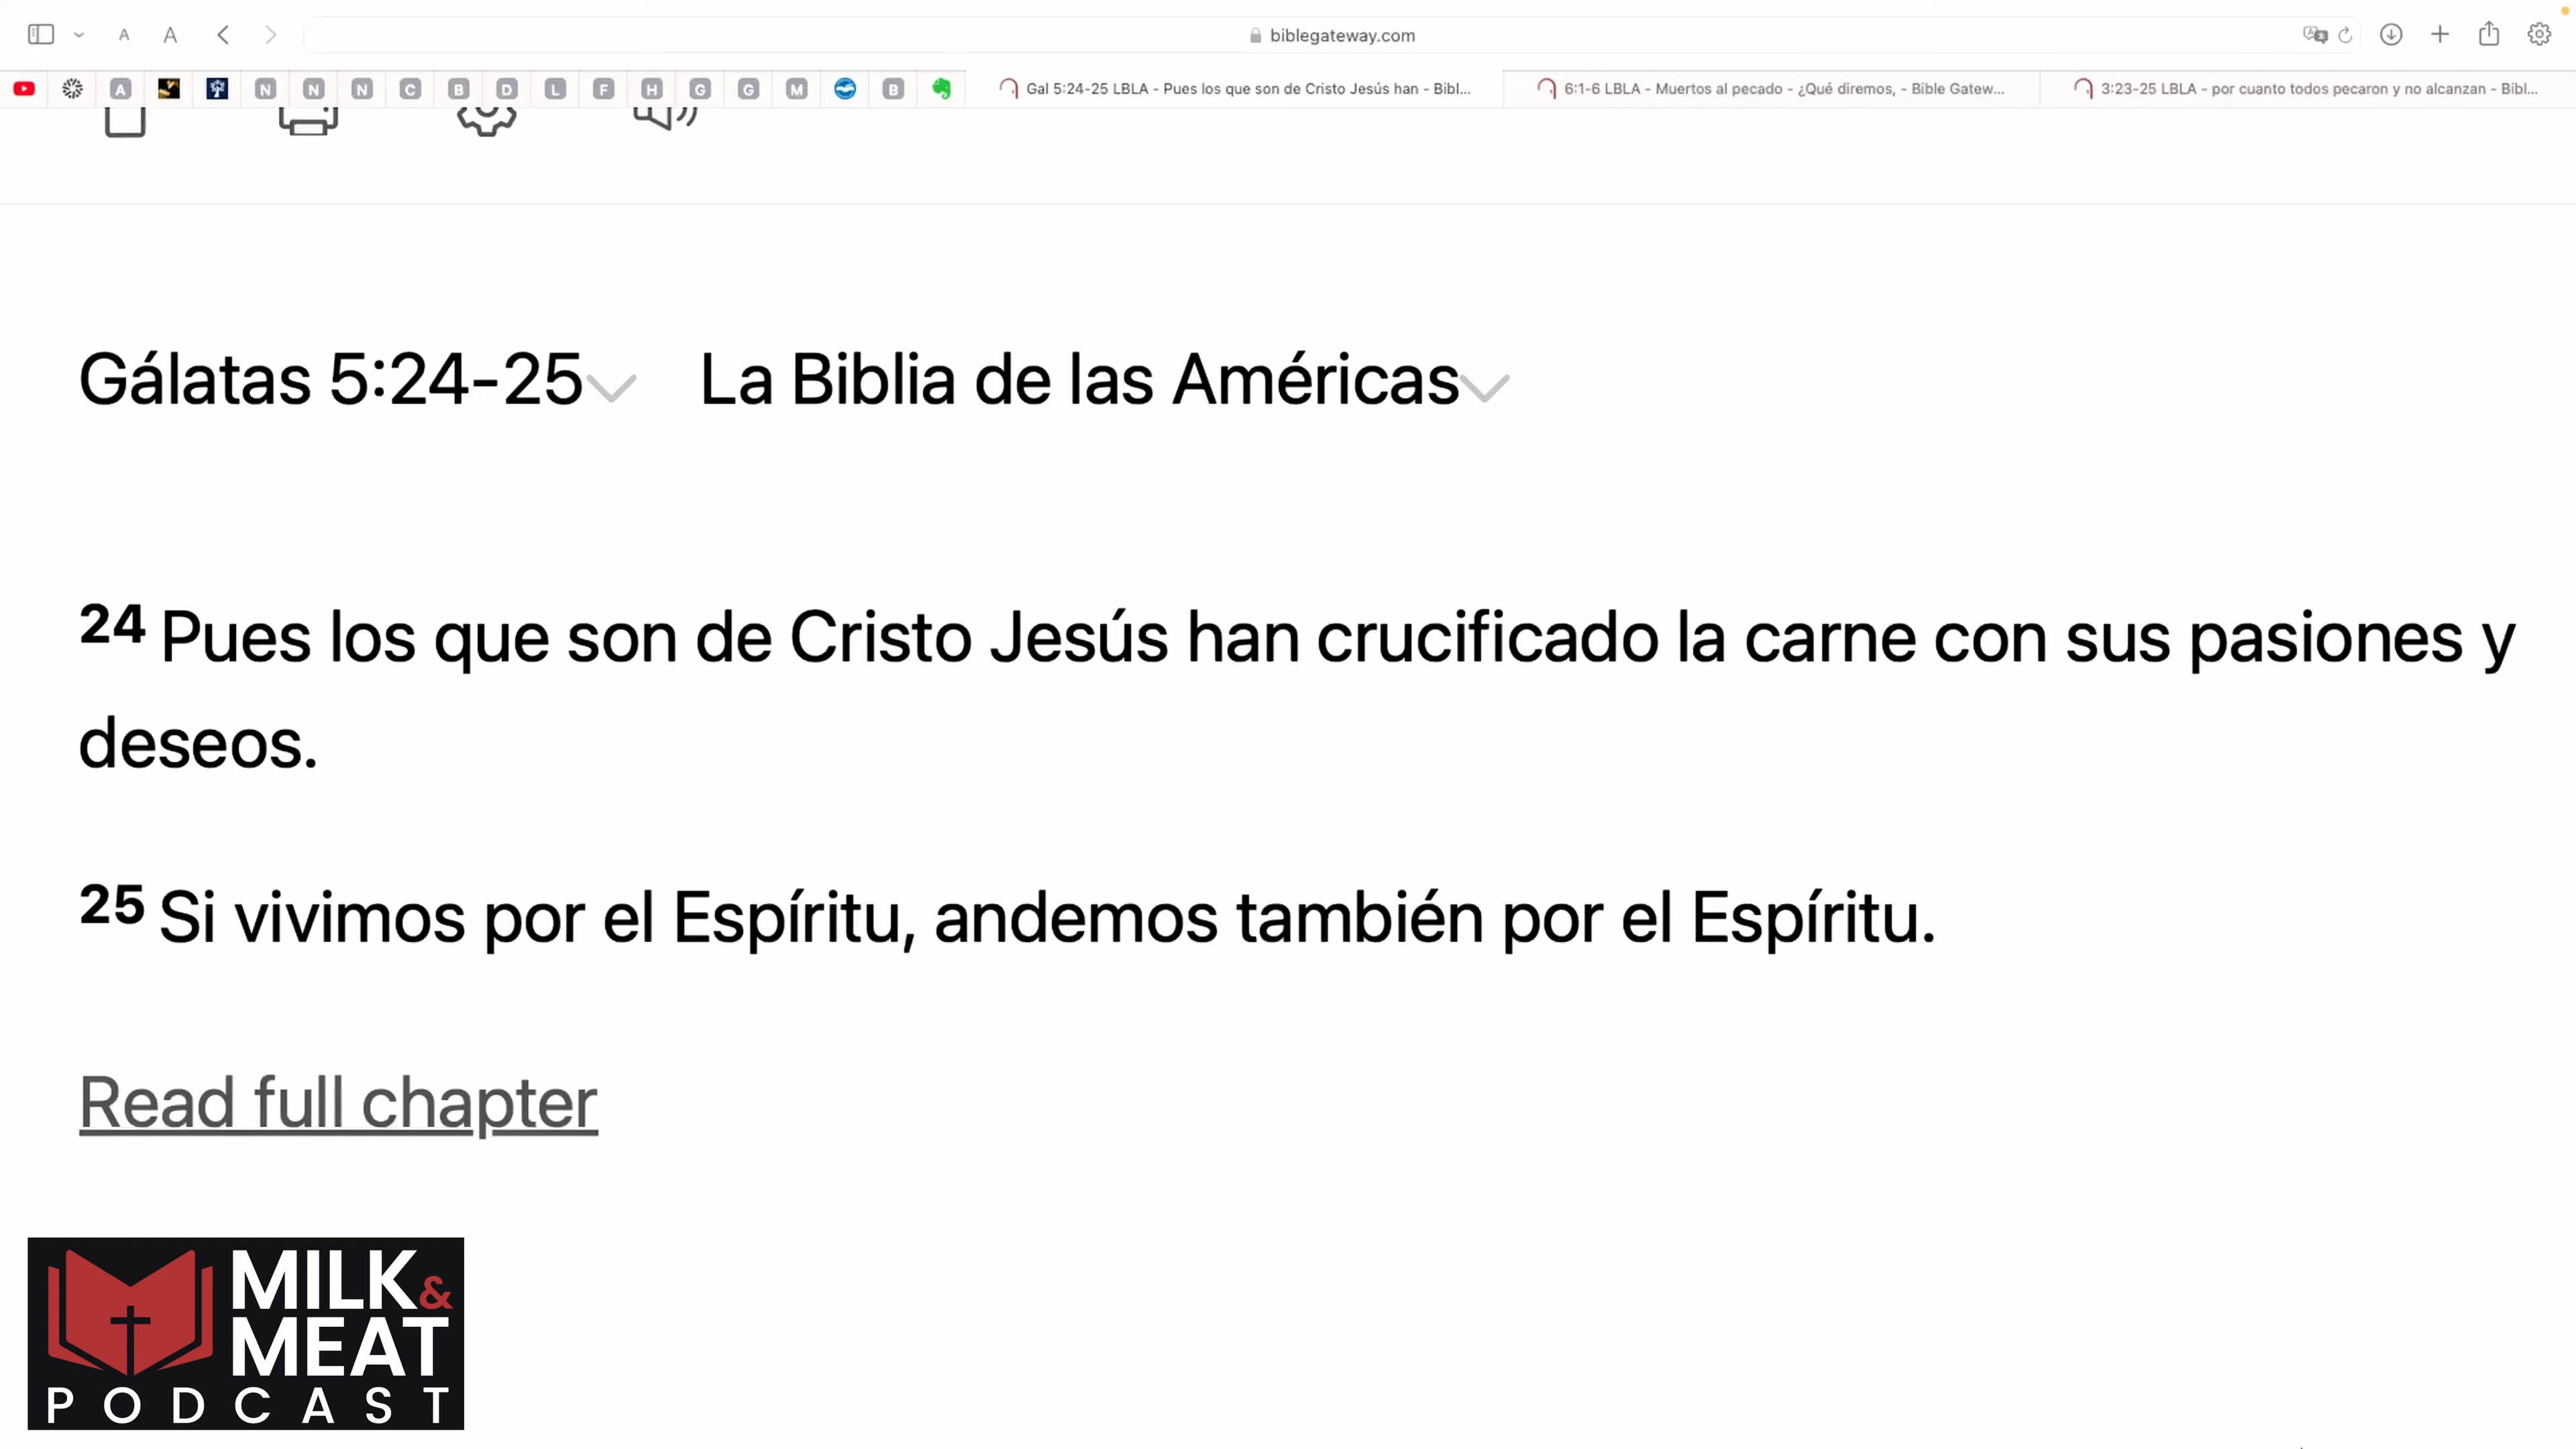 A A biblegateway.com
A N N N C B D L F H G G M B Gal 5:24-25 LBLA - Pues los que son de Cristo Jesús han - Bibl... 6:1-6 LBLA - Muertos al pecado - ¿Qué diremos, - Bible Gatew... 3:23-25 LBLA - por cuanto todos pecaron y no alcanzan - Bibl...
Gálatas 5:24-25 La Biblia de las Américas
24 Pues los que son de Cristo Jesús han crucificado la carne con sus pasiones y
deseos.
25 Si vivimos por el Espíritu, andemos también por el Espíritu.
Read full chapter
MILK &
MEAT
PODCAST